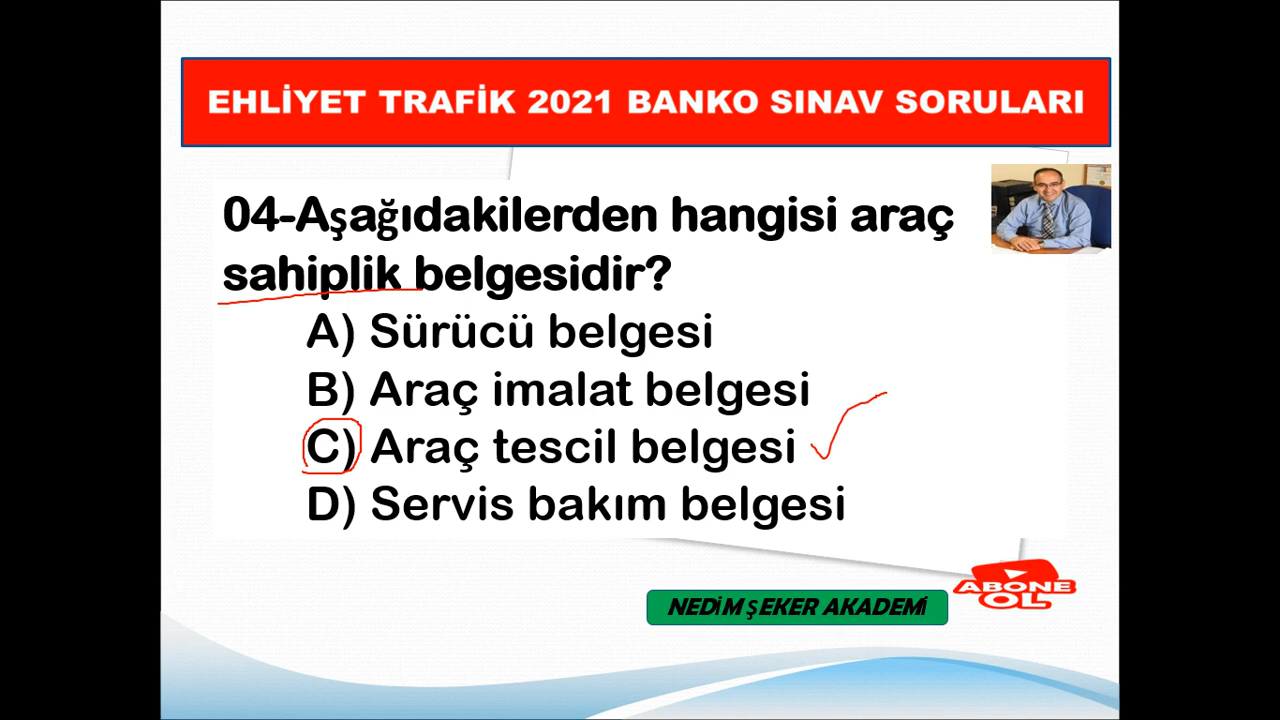 EHLİYET TRAFİK 2021 BANKO SINAV SORULARI
04-Aşağıdakilerden hangisi araç
sahiplik belgesidir?
A) Sürücü belgesi
B) Araç imalat belgesi
C) Araç tescil belgesi
D) Servis bakım belgesi
NEDİM ŞEKER AKADEMİ
ABONE
OL